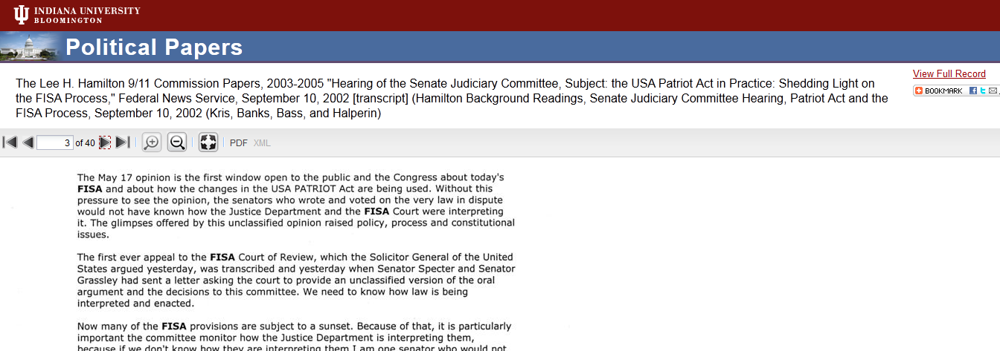 INDIANA UNIVERSITY
BLOOMINGTON
Political Papers
The Lee H. Hamilton 9/11 Commission Papers, 2003-2005 "Hearing of the Senate Judiciary Committee, Subject: the USA Patriot Act in Practice: Shedding Light on
the FISA Process," Federal News Service, September 10, 2002 [transcript] (Hamilton Background Readings, Senate Judiciary Committee Hearing, Patriot Act and the
FISA Process, September 10, 2002 (Kris, Banks, Bass, and Halperin)
View Full Record
BOOKMARK
3 of 40 PDF XML
The May 17 opinion is the first window open to the public and the Congress about today's
FISA and about how the changes in the USA PATRIOT Act are being used. Without this
pressure to see the opinion, the senators who wrote and voted on the very law in dispute
would not have known how the Justice Department and the FISA Court were interpreting
it. The glimpses offered by this unclassified opinion raised policy, process and constitutional
issues.
The first ever appeal to the FISA Court of Review, which the Solicitor General of the United
States argued yesterday, was transcribed and yesterday when Senator Specter and Senator
Grassley had sent a letter asking the court to provide an unclassified version of the oral
argument and the decisions to this committee. We need to know how law is being
interpreted and enacted.
Now many of the FISA provisions are subject to a sunset. Because of that, it is particularly
important the committee monitor how the Justice Department is interpreting them,
because if we don't know how they are interpreting them I am one senator who would not